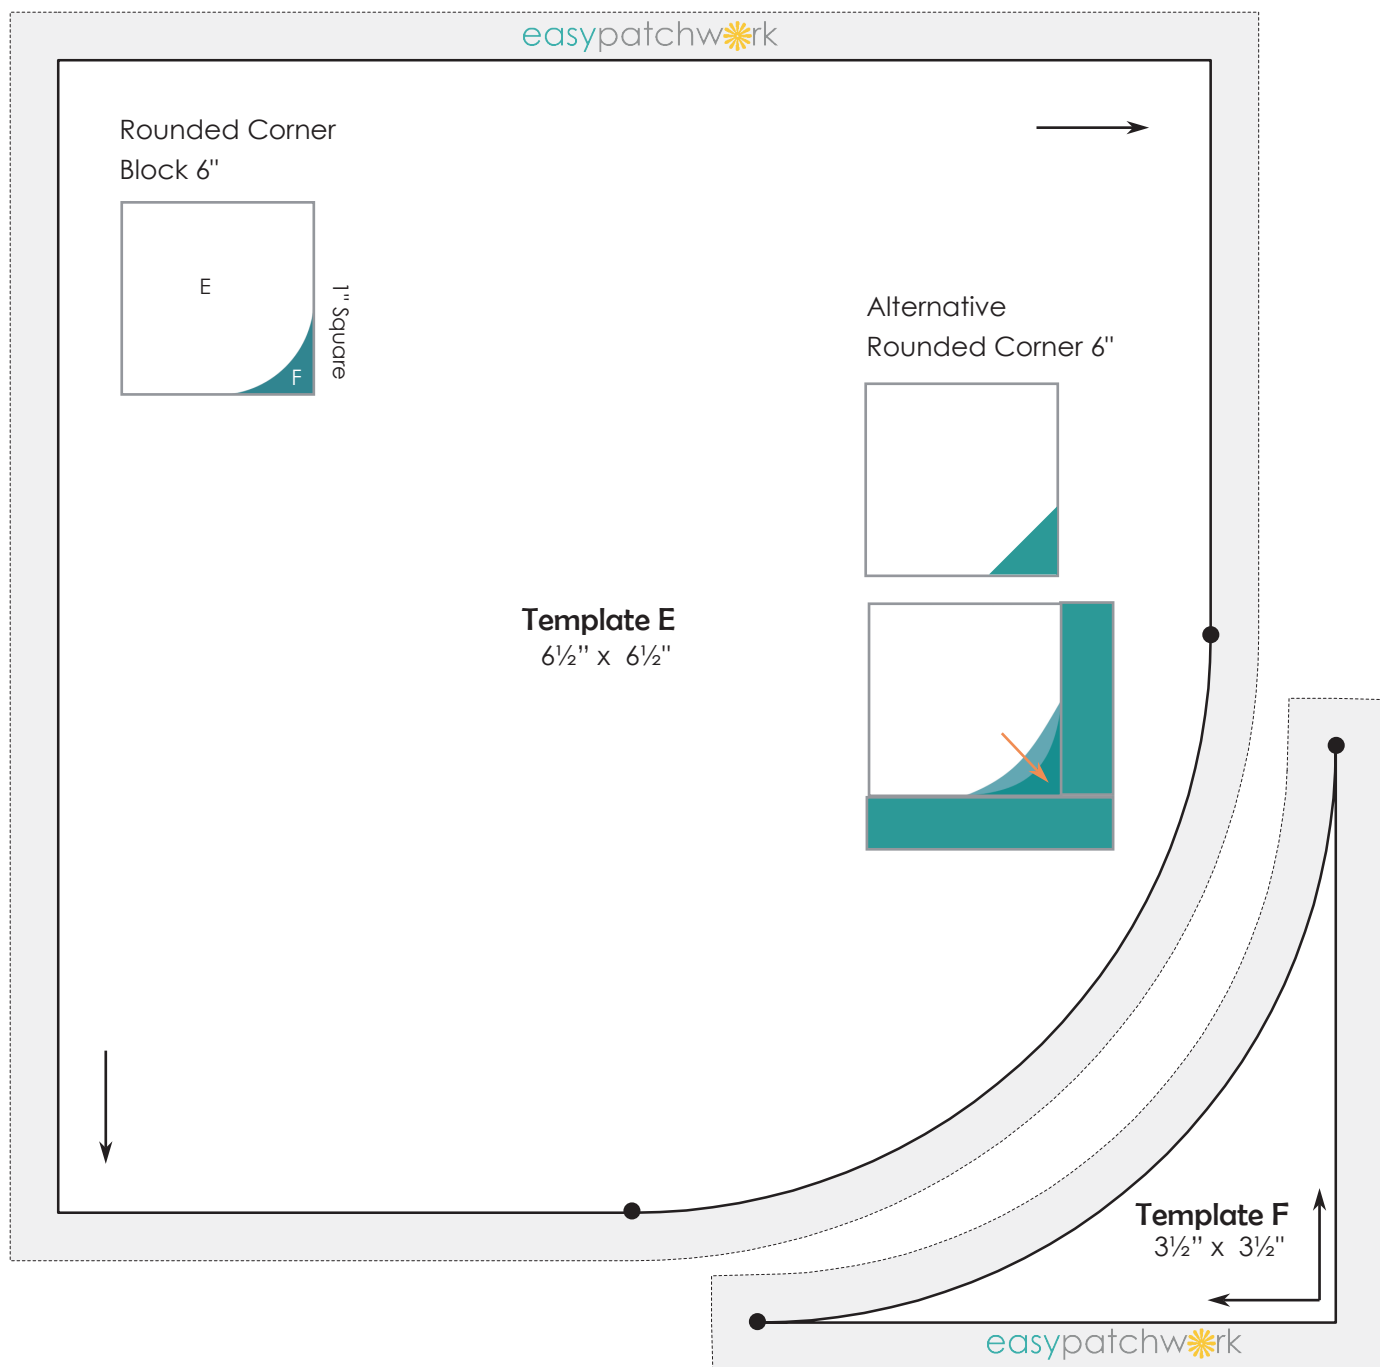 easypatchwork
Rounded Corner
Block 6"
E
F
1" Square
Alternative
Rounded Corner 6"
Template E
6½” x 6½"
Template F
3½” x 3½"
easypatchwork